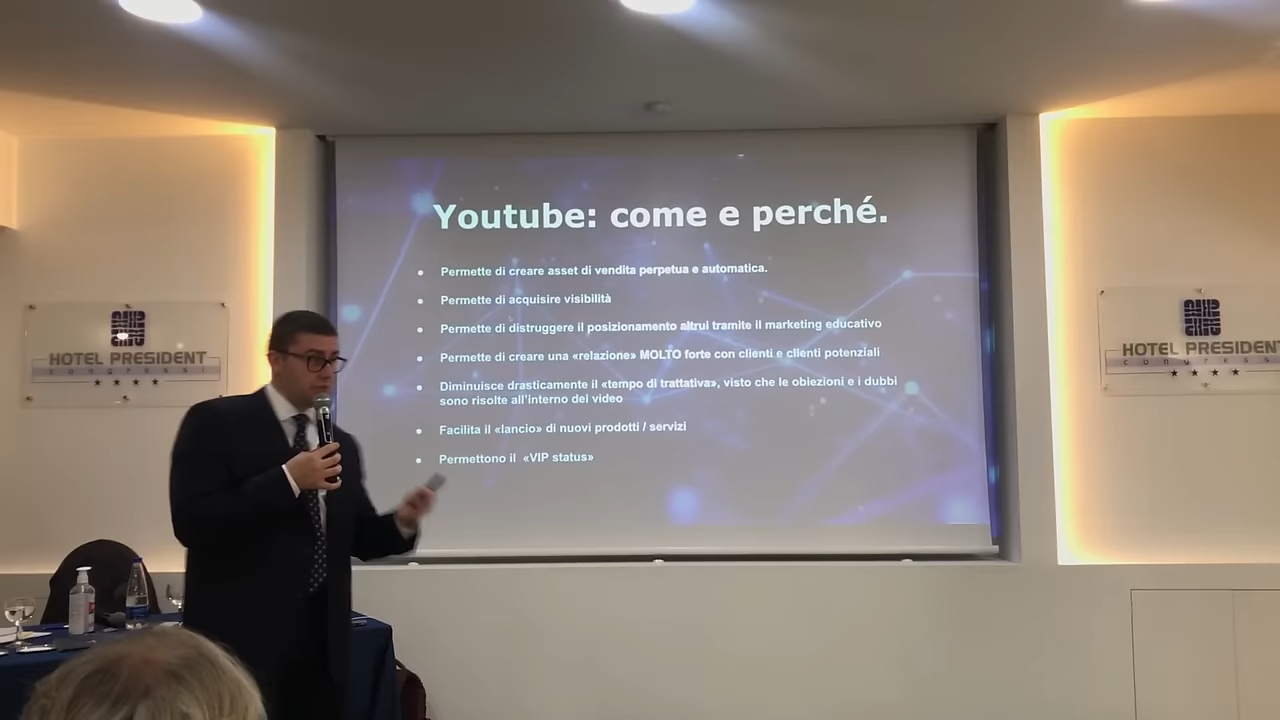 Youtube: come e perché.
• Permette di creare asset di vendita perpetua e automatica.
• Permette di acquisire visibilità
• Permette di distruggere il posizionamento altrui tramite il marketing educativo
• Permette di creare una «relazione» MOLTO forte con clienti e clienti potenziali
• Diminuisce drasticamente il «tempo di trattativa», visto che le obiezioni e i dubbi
sono risolte all'interno dei video
• Facilita il «lancio» di nuovi prodotti / servizi
• Permettono il «VIP status»
HOTEL PRESIDENT
congressi
HOTEL PRESIDENT